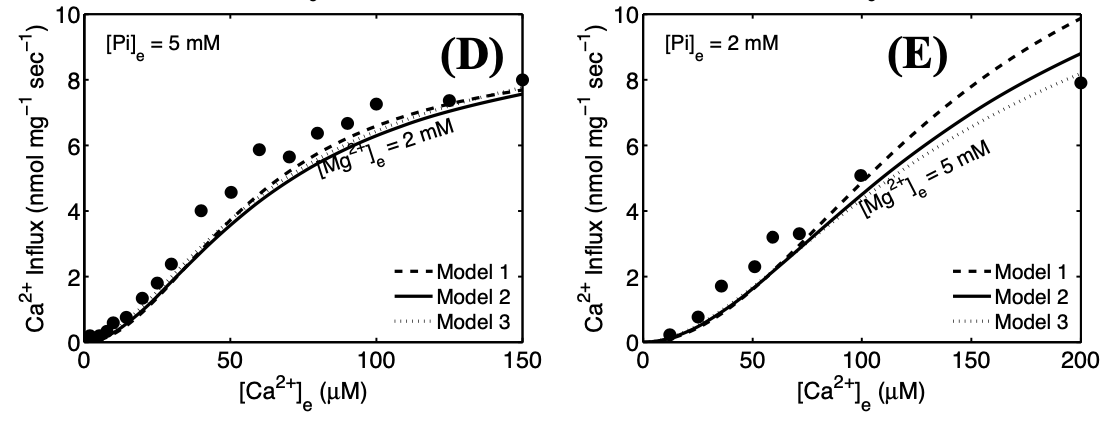 [Pi]e = 5 mM
(D)
Ca2+ Influx (nmol mg−1 sec−1)
10
8
6
4
2
0
[Mg2+]e = 2 mM
Model 1
Model 2
Model 3
0 50 100 150
[Ca2+]e (μM)
[Pi]e = 2 mM
(E)
Ca2+ Influx (nmol mg−1 sec−1)
10
8
6
4
2
0
[Mg2+]e = 5 mM
Model 1
Model 2
Model 3
0 50 100 150 200
[Ca2+]e (μM)